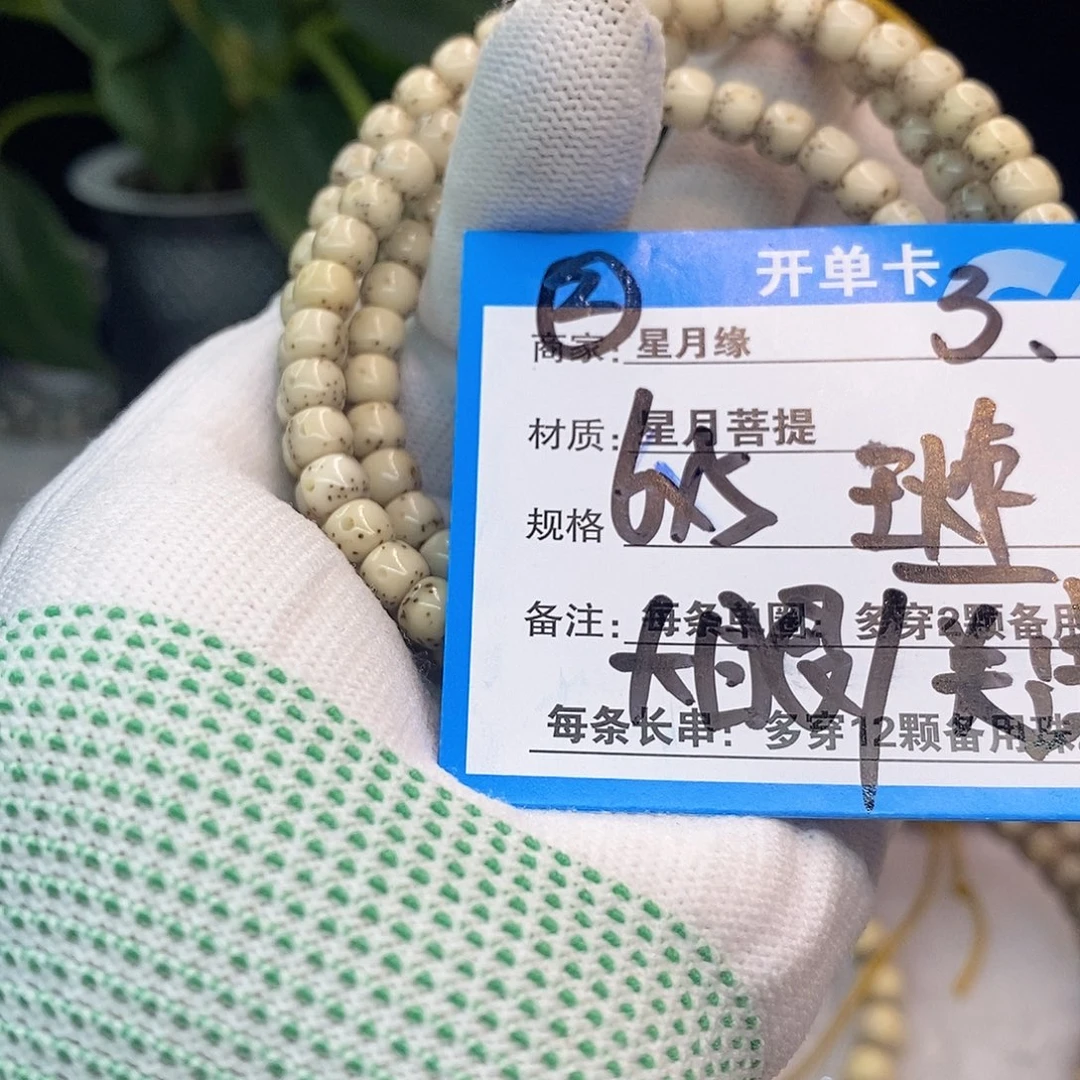 开单卡
② 3、
商家：星月缘
材质：星月菩提
6x5
规格
备注：每条单圈：多穿2颗备用
每条长串：多穿12颗备用珠